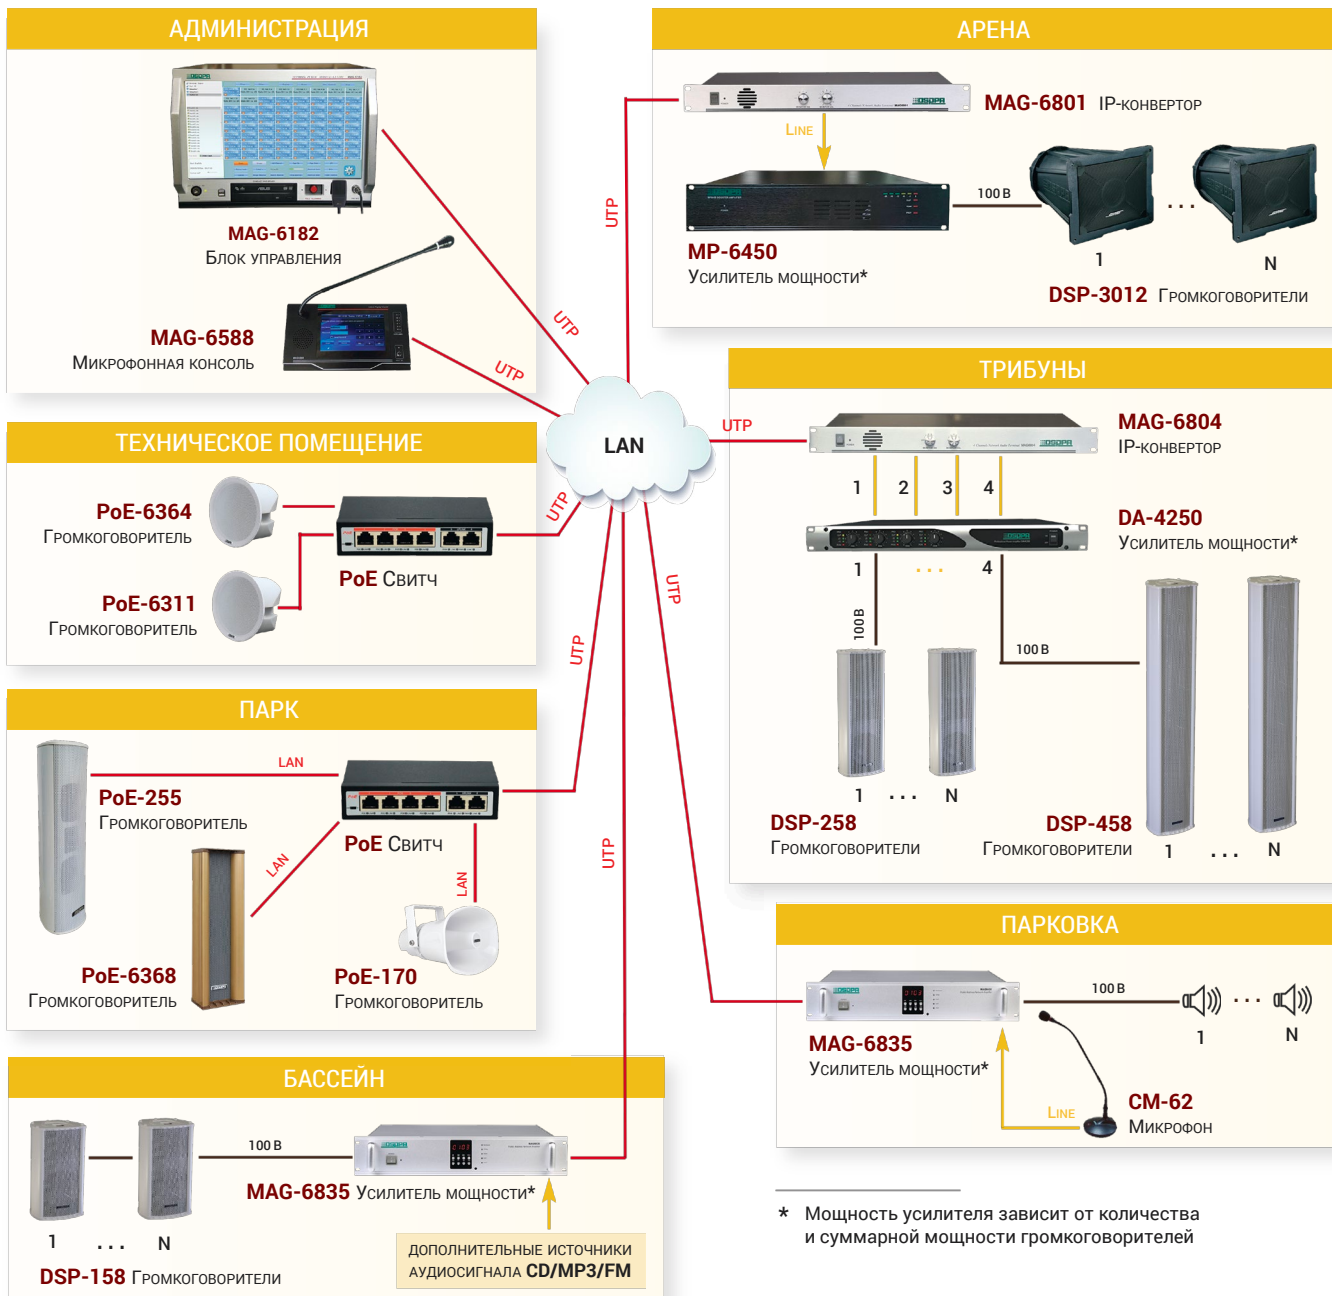 АДМИНИСТРАЦИЯ
MAG-6182
Блок управления
MAG-6588
Микрофонная консоль
UTP
UTP
АРЕНА
MAG-6801 IP-конвертор
Line
UTP
MP-6450
Усилитель мощности*
100 В
1
. . .
N
DSP-3012 Громкоговорители
LAN
ТЕХНИЧЕСКОЕ ПОМЕЩЕНИЕ
PoE-6364
Громкоговоритель
PoE Свитч
PoE-6311
Громкоговоритель
UTP
ТРИБУНЫ
UTP
MAG-6804
IP-конвертор
1 2 3 4
DA-4250
Усилитель мощности*
1 . . . 4
100 В
100 В
1 . . . N
DSP-258
Громкоговорители
DSP-458
Громкоговорители
1 . . . N
ПАРК
LAN
PoE-255
Громкоговоритель
PoE Свитч
LAN
LAN
PoE-6368
Громкоговоритель
PoE-170
Громкоговоритель
UTP
UTP
UTP
ПАРКОВКА
DSPPA
100 В
1 . . . N
MAG-6835
Усилитель мощности*
Line
CM-62
Микрофон
БАССЕЙН
100 В
DSPPA
MAG-6835 Усилитель мощности*
1 . . . N
DSP-158 Громкоговорители
дополнительные источники
аудиосигнала CD/MP3/FM
* Мощность усилителя зависит от количества
и суммарной мощности громкоговорителей